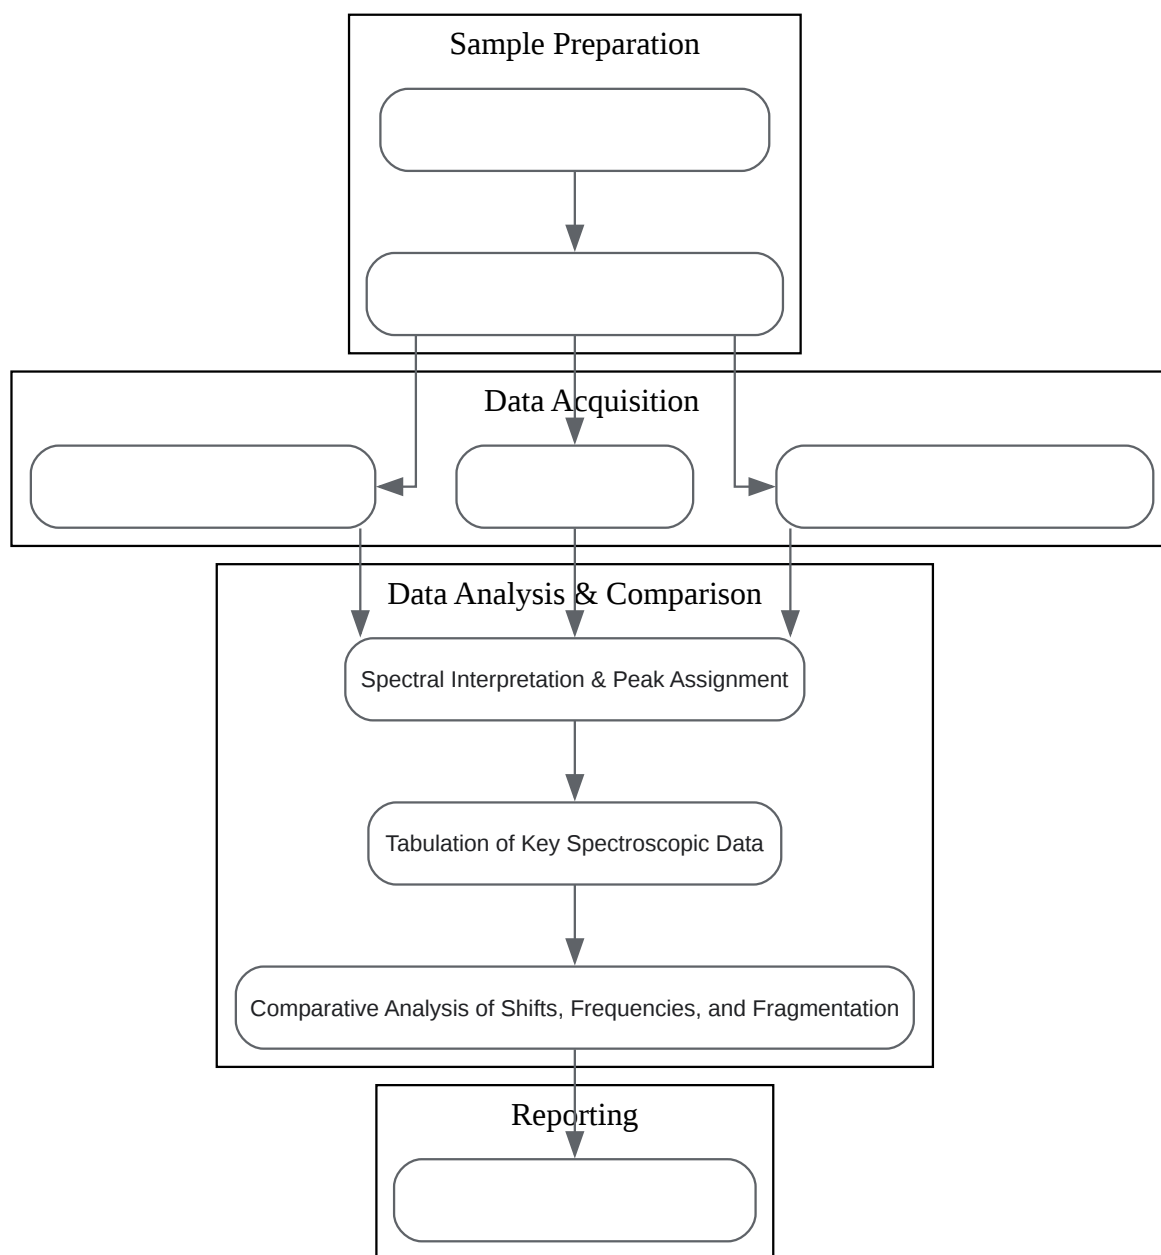 Sample Preparation
Data Acquisition
Data Analysis & Comparison
Spectral Interpretation & Peak Assignment
Tabulation of Key Spectroscopic Data
Comparative Analysis of Shifts, Frequencies, and Fragmentation
Reporting